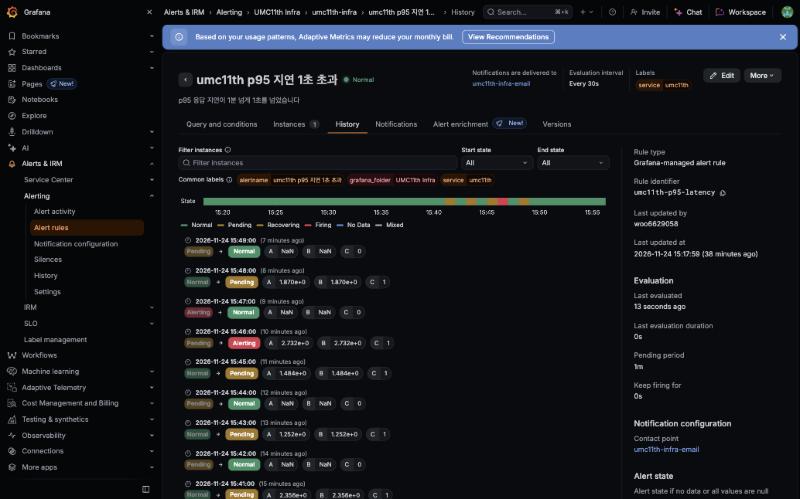 Grafana
Alerts & IRM › Alerting › UMC11th Infra › umc11th-infra › umc11th p95 지연 1... › History
Search... ⌘+k
Invite
Chat
Workspace
Bookmarks
Starred
Dashboards
Pages New!
Notebooks
Explore
Drilldown
AI
Alerts & IRM
Service Center
Alerting
Alert activity
Alert rules
Notification configuration
Silences
History
Settings
IRM
SLO
Label management
Workflows
Machine learning
Adaptive Telemetry
Cost Management and Billing
Testing & synthetics
Observability
Connections
More apps
Based on your usage patterns, Adaptive Metrics may reduce your monthly bill. View Recommendations
umc11th p95 지연 1초 초과 Normal
p95 응답 지연이 1분 넘게 1초를 넘었습니다
Notifications are delivered to
umc11th-infra-email
Evaluation interval
Every 30s
Labels
service umc11th
Edit
More
Query and conditions Instances 1 History Notifications Alert enrichment New! Versions
Filter instances
Filter instances
Start state
All
End state
All
Common labels alertname umc11th p95 지연 1초 초과 grafana_folder UMC11th Infra service umc11th
State
15:20 15:25 15:30 15:35 15:40 15:45 15:50 15:55
Normal Pending Recovering Firing No Data Mixed
2026-11-24 15:49:00 (7 minutes ago)
Pending → Normal A NaN B NaN C 0
2026-11-24 15:48:00 (8 minutes ago)
Normal → Pending A 1.870e+0 B 1.870e+0 C 1
2026-11-24 15:47:00 (9 minutes ago)
Alerting → Normal A NaN B NaN C 0
2026-11-24 15:46:00 (10 minutes ago)
Pending → Alerting A 2.732e+0 B 2.732e+0 C 1
2026-11-24 15:45:00 (11 minutes ago)
Normal → Pending A 1.484e+0 B 1.484e+0 C 1
2026-11-24 15:44:00 (12 minutes ago)
Pending → Normal A NaN B NaN C 0
2026-11-24 15:43:00 (13 minutes ago)
Normal → Pending A 1.252e+0 B 1.252e+0 C 1
2026-11-24 15:42:00 (14 minutes ago)
Pending → Normal A NaN B NaN C 0
2026-11-24 15:41:00 (15 minutes ago)
Normal → Pending A 2.356e+0 B 2.356e+0 C 1
Rule type
Grafana-managed alert rule
Rule identifier
umc11th-p95-latency
Last updated by
woo6629058
Last updated at
2026-11-24 15:17:59 (38 minutes ago)
Evaluation
Last evaluated
13 seconds ago
Last evaluation duration
0s
Pending period
1m
Keep firing for
0s
Notification configuration
Contact point
umc11th-infra-email
Alert state
Alert state if no data or all values are null